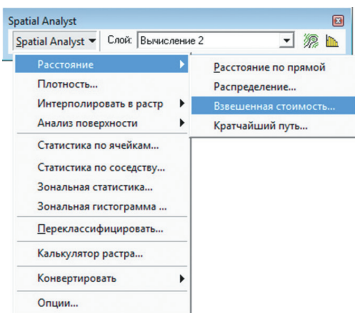 Spatial Analyst
Spatial Analyst Слой: Вычисление 2
Расстояние
Плотность...
Интерполировать в растр
Анализ поверхности
Статистика по ячейкам...
Статистика по соседству...
Зональная статистика...
Зональная гистограмма ...
Переклассифицировать...
Калькулятор растра...
Конвертировать
Опции...
Расстояние по прямой
Распределение...
Взвешенная стоимость...
Кратчайший путь...